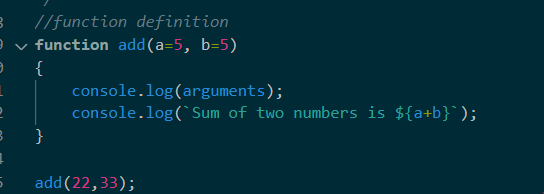 //function definition
function add(a=5, b=5)
{
console.log(arguments);
console.log(`Sum of two numbers is ${a+b}`);
}
add(22,33);